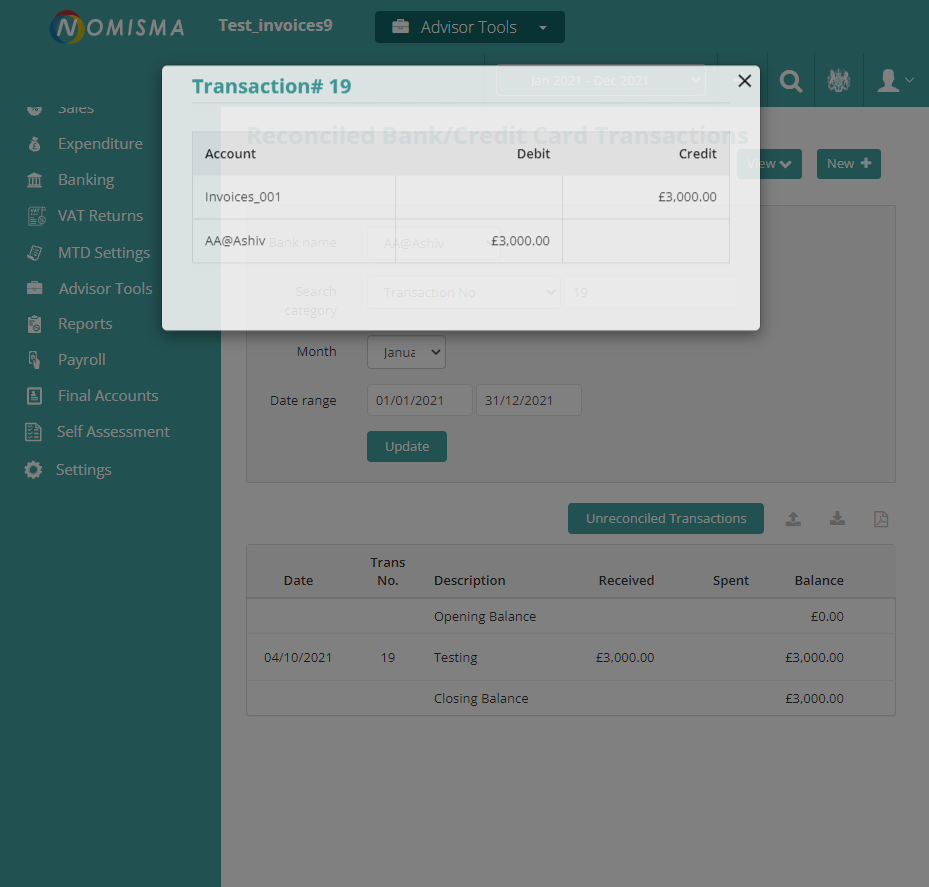 NOMISMA
Test_invoices9
Advisor Tools
Jan 2021 - Dec 2021
Transaction# 19
Account Debit Credit
Invoices_001 £3,000.00
AA@Ashiv £3,000.00
Sales
Expenditure
Banking
VAT Returns
MTD Settings
Advisor Tools
Reports
Payroll
Final Accounts
Self Assessment
Settings
Reconciled Bank/Credit Card Transactions
View
New
Bank name AA@Ashiv
Search category Transaction No 19
Month Janua
Date range 01/01/2021 31/12/2021
Update
Unreconciled Transactions
Date Trans No. Description Received Spent Balance
Opening Balance £0.00
04/10/2021 19 Testing £3,000.00 £3,000.00
Closing Balance £3,000.00